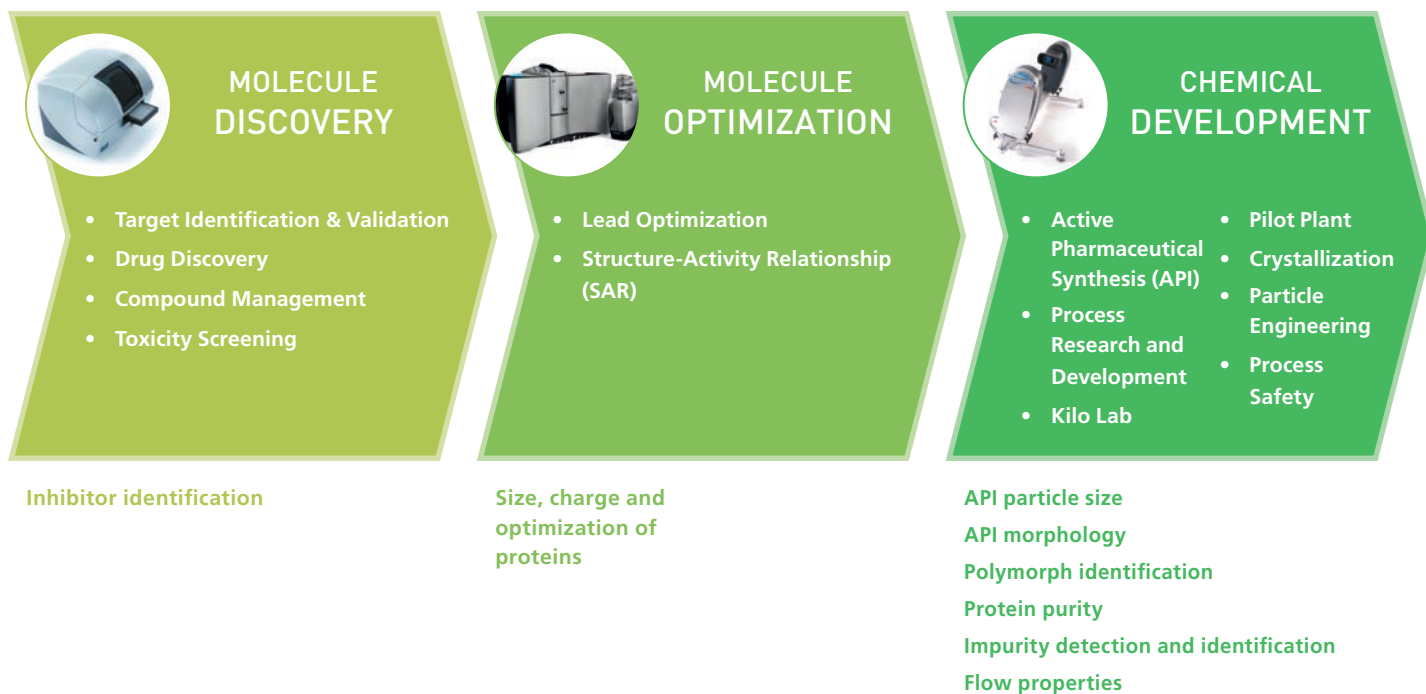 MOLECULE
DISCOVERY
• Target Identification & Validation
• Drug Discovery
• Compound Management
• Toxicity Screening
Inhibitor identification
MOLECULE
OPTIMIZATION
• Lead Optimization
• Structure-Activity Relationship
(SAR)
Size, charge and
optimization of
proteins
CHEMICAL
DEVELOPMENT
• Active
Pharmaceutical
Synthesis (API)
• Process
Research and
Development
• Kilo Lab
• Pilot Plant
• Crystallization
• Particle
Engineering
• Process
Safety
API particle size
API morphology
Polymorph identification
Protein purity
Impurity detection and identification
Flow properties